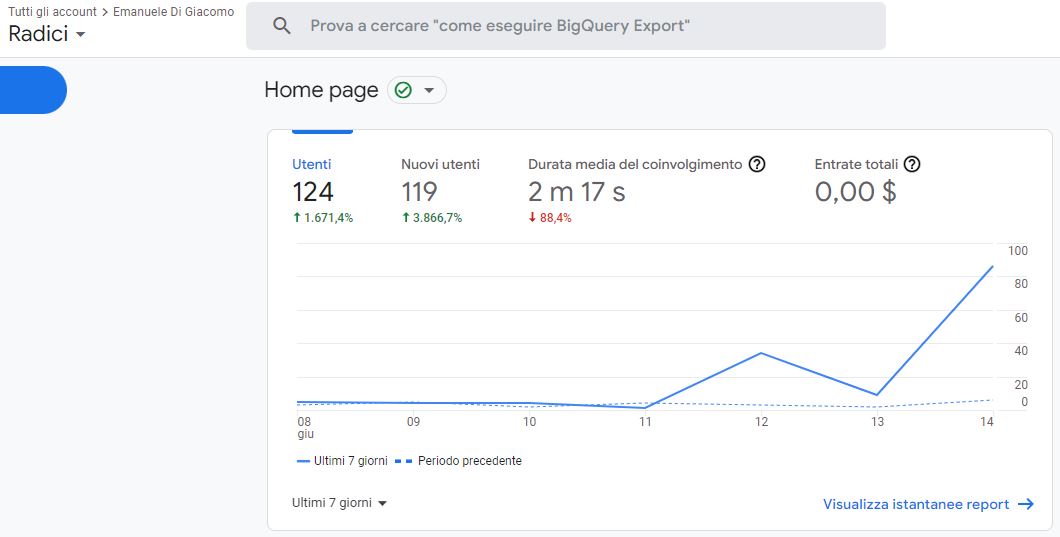 Tutti gli account > Emanuele Di Giacomo
Radici
Prova a cercare "come eseguire BigQuery Export"
Home page
Utenti
124
↑ 1.671,4%
Nuovi utenti
119
↑ 3.866,7%
Durata media del coinvolgimento ?
2 m 17 s
↓ 88,4%
Entrate totali ?
0,00 $
100
80
60
40
20
0
08 giu
09
10
11
12
13
14
Ultimi 7 giorni
Periodo precedente
Ultimi 7 giorni
Visualizza istantanee report →